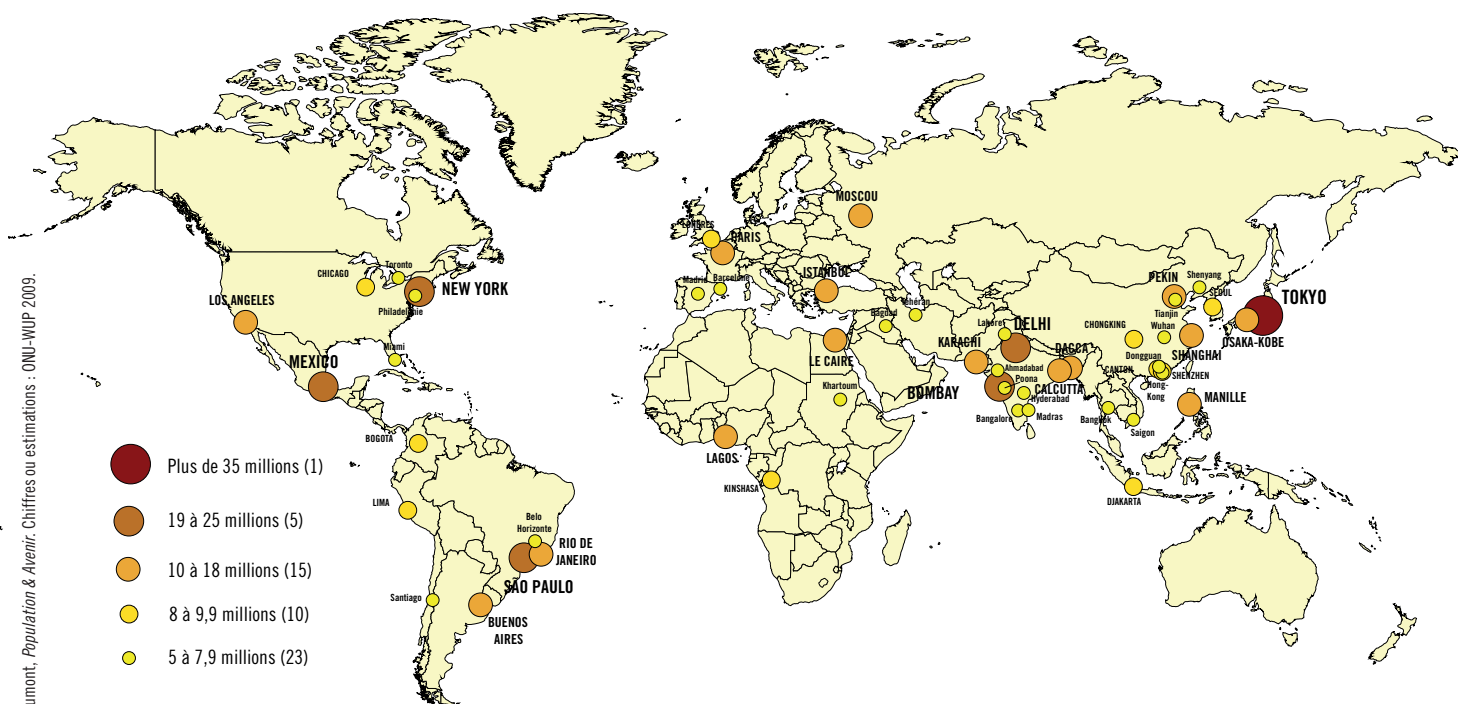 MOSCOU
LONDRES
PARIS
Toronto
CHICAGO
NEW YORK
Philadelphie
LOS ANGELES
Madrid
Barcelone
ISTANBUL
Téhéran
Bagdad
PEKIN
Shenyang
SEOUL
Tianjin
TOKYO
OSAKA-KOBE
Miami
MEXICO
LE CAIRE
Lahore
DELHI
KARACHI
DACCA
CHONGKING
Wuhan
SHANGHAI
Dongguan
CANTON
SHENZHEN
Hong-
Kong
Khartoum
BOMBAY
Ahmadabad
Poona
CALCUTTA
Hyderabad
Bangalore
Madras
Bangkok
Saigon
MANILLE
BOGOTA
LAGOS
KINSHASA
DJAKARTA
LIMA
Belo
Horizonte
RIO DE
JANEIRO
SÃO PAULO
Santiago
BUENOS
AIRES
Plus de 35 millions (1)
19 à 25 millions (5)
10 à 18 millions (15)
8 à 9,9 millions (10)
5 à 7,9 millions (23)
Population & Avenir. Chiffres ou estimations : ONU-WUP 2009.